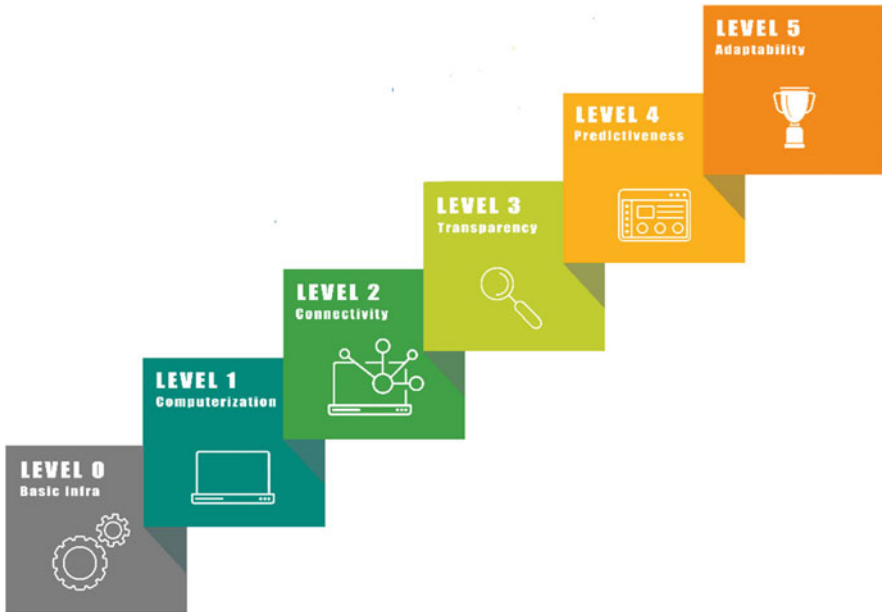 LEVEL 5
Adaptability
LEVEL 4
Predictiveness
LEVEL 3
Transparency
LEVEL 2
Connectivity
LEVEL 1
Computerization
LEVEL 0
Basic Infra